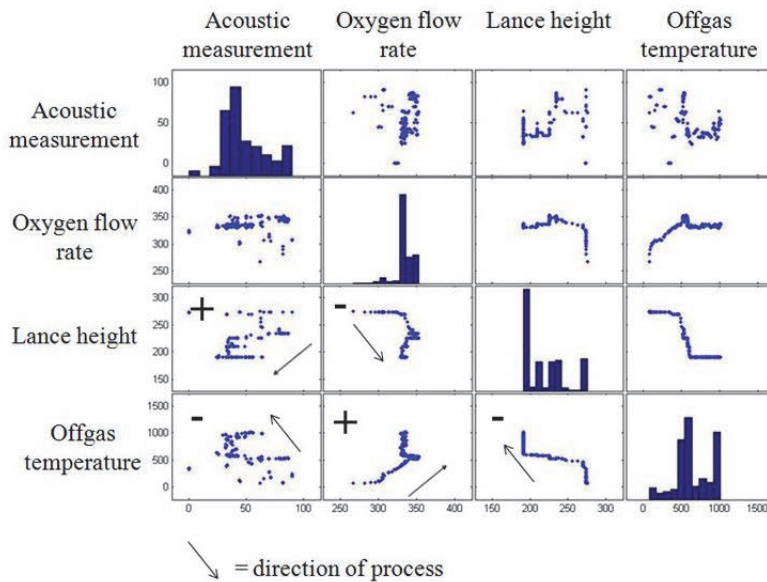 Acoustic measurement
Oxygen flow rate
Lance height
Offgas temperature
Acoustic measurement
100
50
0
Oxygen flow rate
400
350
300
250
Lance height
300
250
200
150
+
-
Offgas temperature
1500
1000
500
0
-
+
-
0 50 100
250 300 350 400
150 200 250 300
0 500 1000 1500
= direction of process